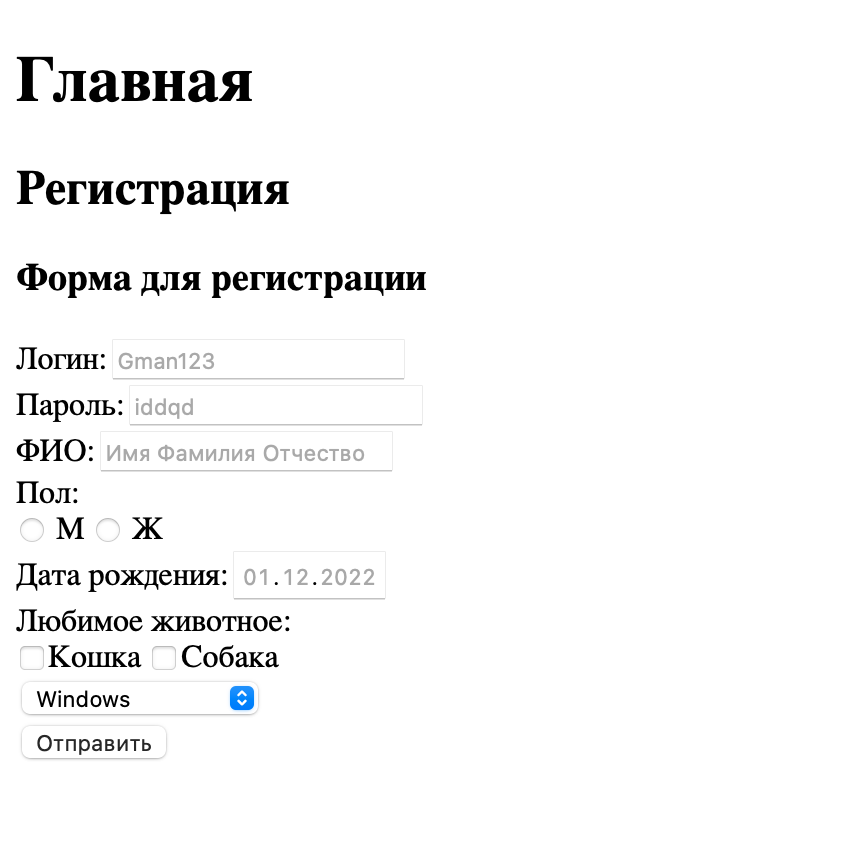 Главная
Регистрация
Форма для регистрации
Логин: Gman123
Пароль: iddqd
ФИО: Имя Фамилия Отчество
Пол:
М Ж
Дата рождения: 01.12.2022
Любимое животное:
Кошка Собака
Windows
Отправить